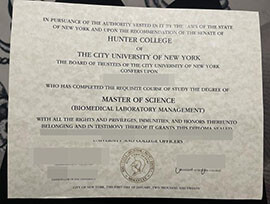 IN PURSUANCE OF THE AUTHORITY VESTED IN IT BY THE LAWS OF THE STATE
OF NEW YORK AND UPON THE RECOMMENDATION OF THE SENATE OF
HUNTER COLLEGE
OF
THE CITY UNIVERSITY OF NEW YORK
THE BOARD OF TRUSTEES OF THE CITY UNIVERSITY OF NEW YORK
CONFERS UPON
WHO HAS COMPLETED THE REQUISITE COURSE OF STUDY THE DEGREE OF
MASTER OF SCIENCE
(BIOMEDICAL LABORATORY MANAGEMENT)
WITH ALL THE RIGHTS AND PRIVILEGES, IMMUNITIES, AND HONORS THEREUNTO
BELONGING AND IN TESTIMONY THEREOF IT GRANTS THIS DIPLOMA SEALED
COLLEGE OFFICERS